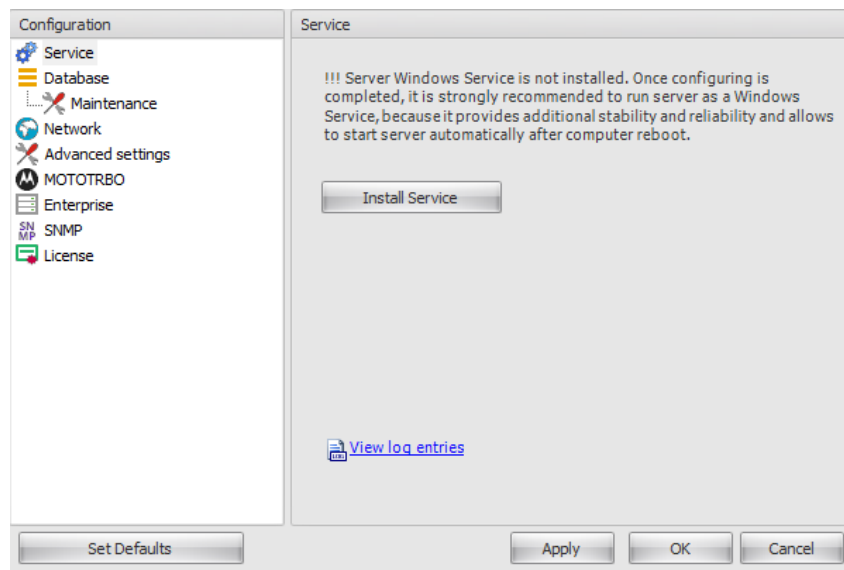 Configuration
Service
Database
Maintenance
Network
Advanced settings
MOTOTRBO
Enterprise
SN
MP
SNMP
License
Service
!!! Server Windows Service is not installed. Once configuring is
completed, it is strongly recommended to run server as a Windows
Service, because it provides additional stability and reliability and allows
to start server automatically after computer reboot.
Install Service
LOG
View log entries
Set Defaults
Apply
OK
Cancel